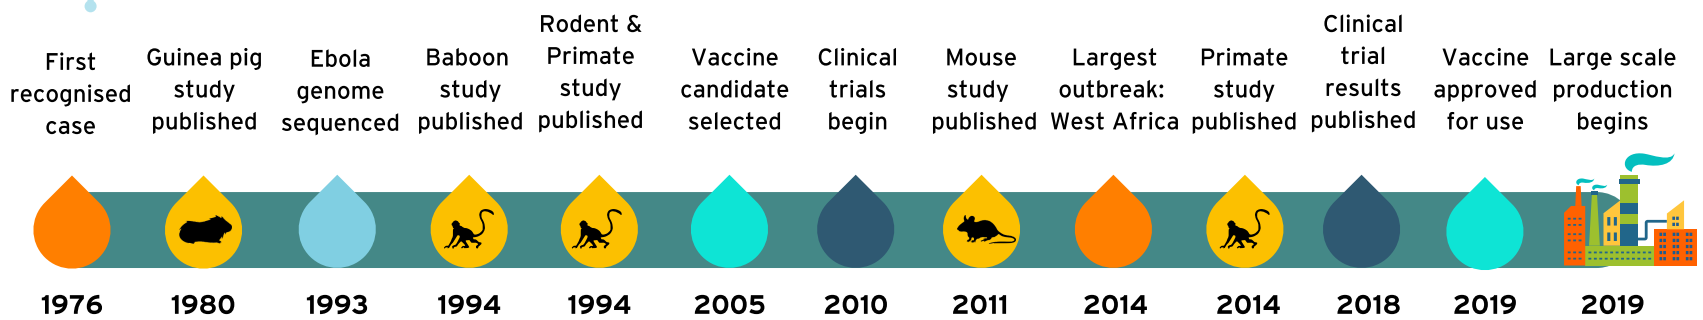 First
recognised
case
1976
Guinea pig
study
published
1980
Ebola
genome
sequenced
1993
Baboon
study
published
1994
Rodent &
Primate
study
published
1994
Vaccine
candidate
selected
2005
Clinical
trials
begin
2010
Mouse
study
published
2011
Largest
outbreak:
West Africa
2014
Primate
study
published
2014
Clinical
trial
results
published
2018
Vaccine
approved
for use
2019
Large scale
production
begins
2019